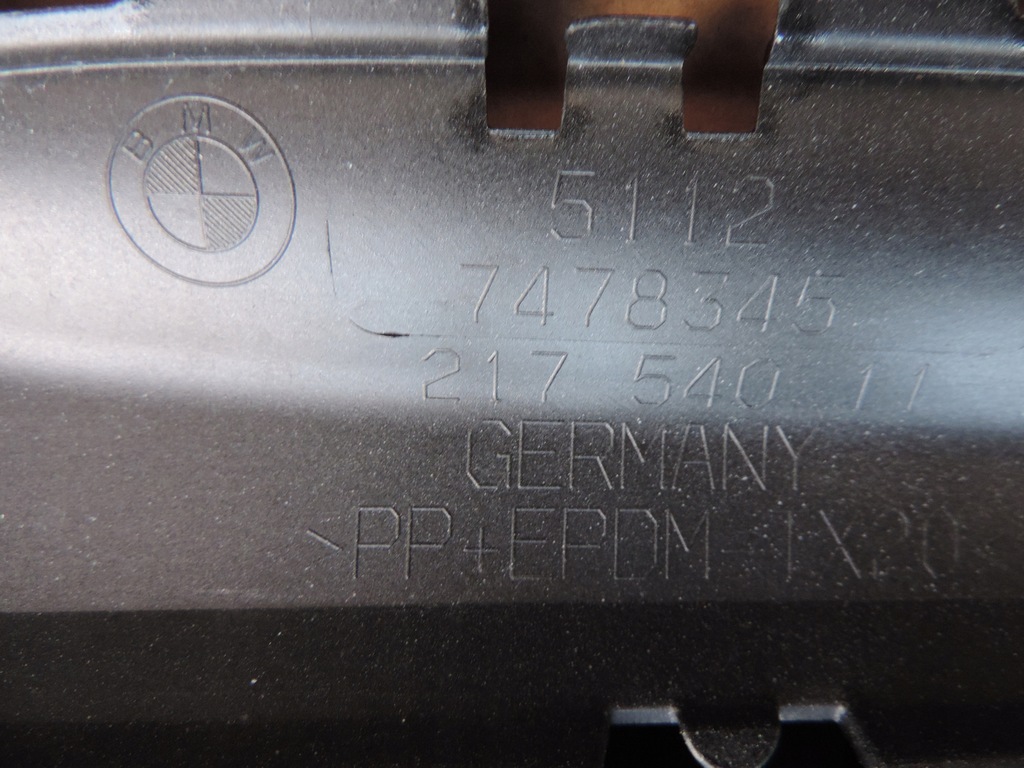 BMW
5112
7478345
217 540 11
GERMANY
>PP+EPDM-TX20